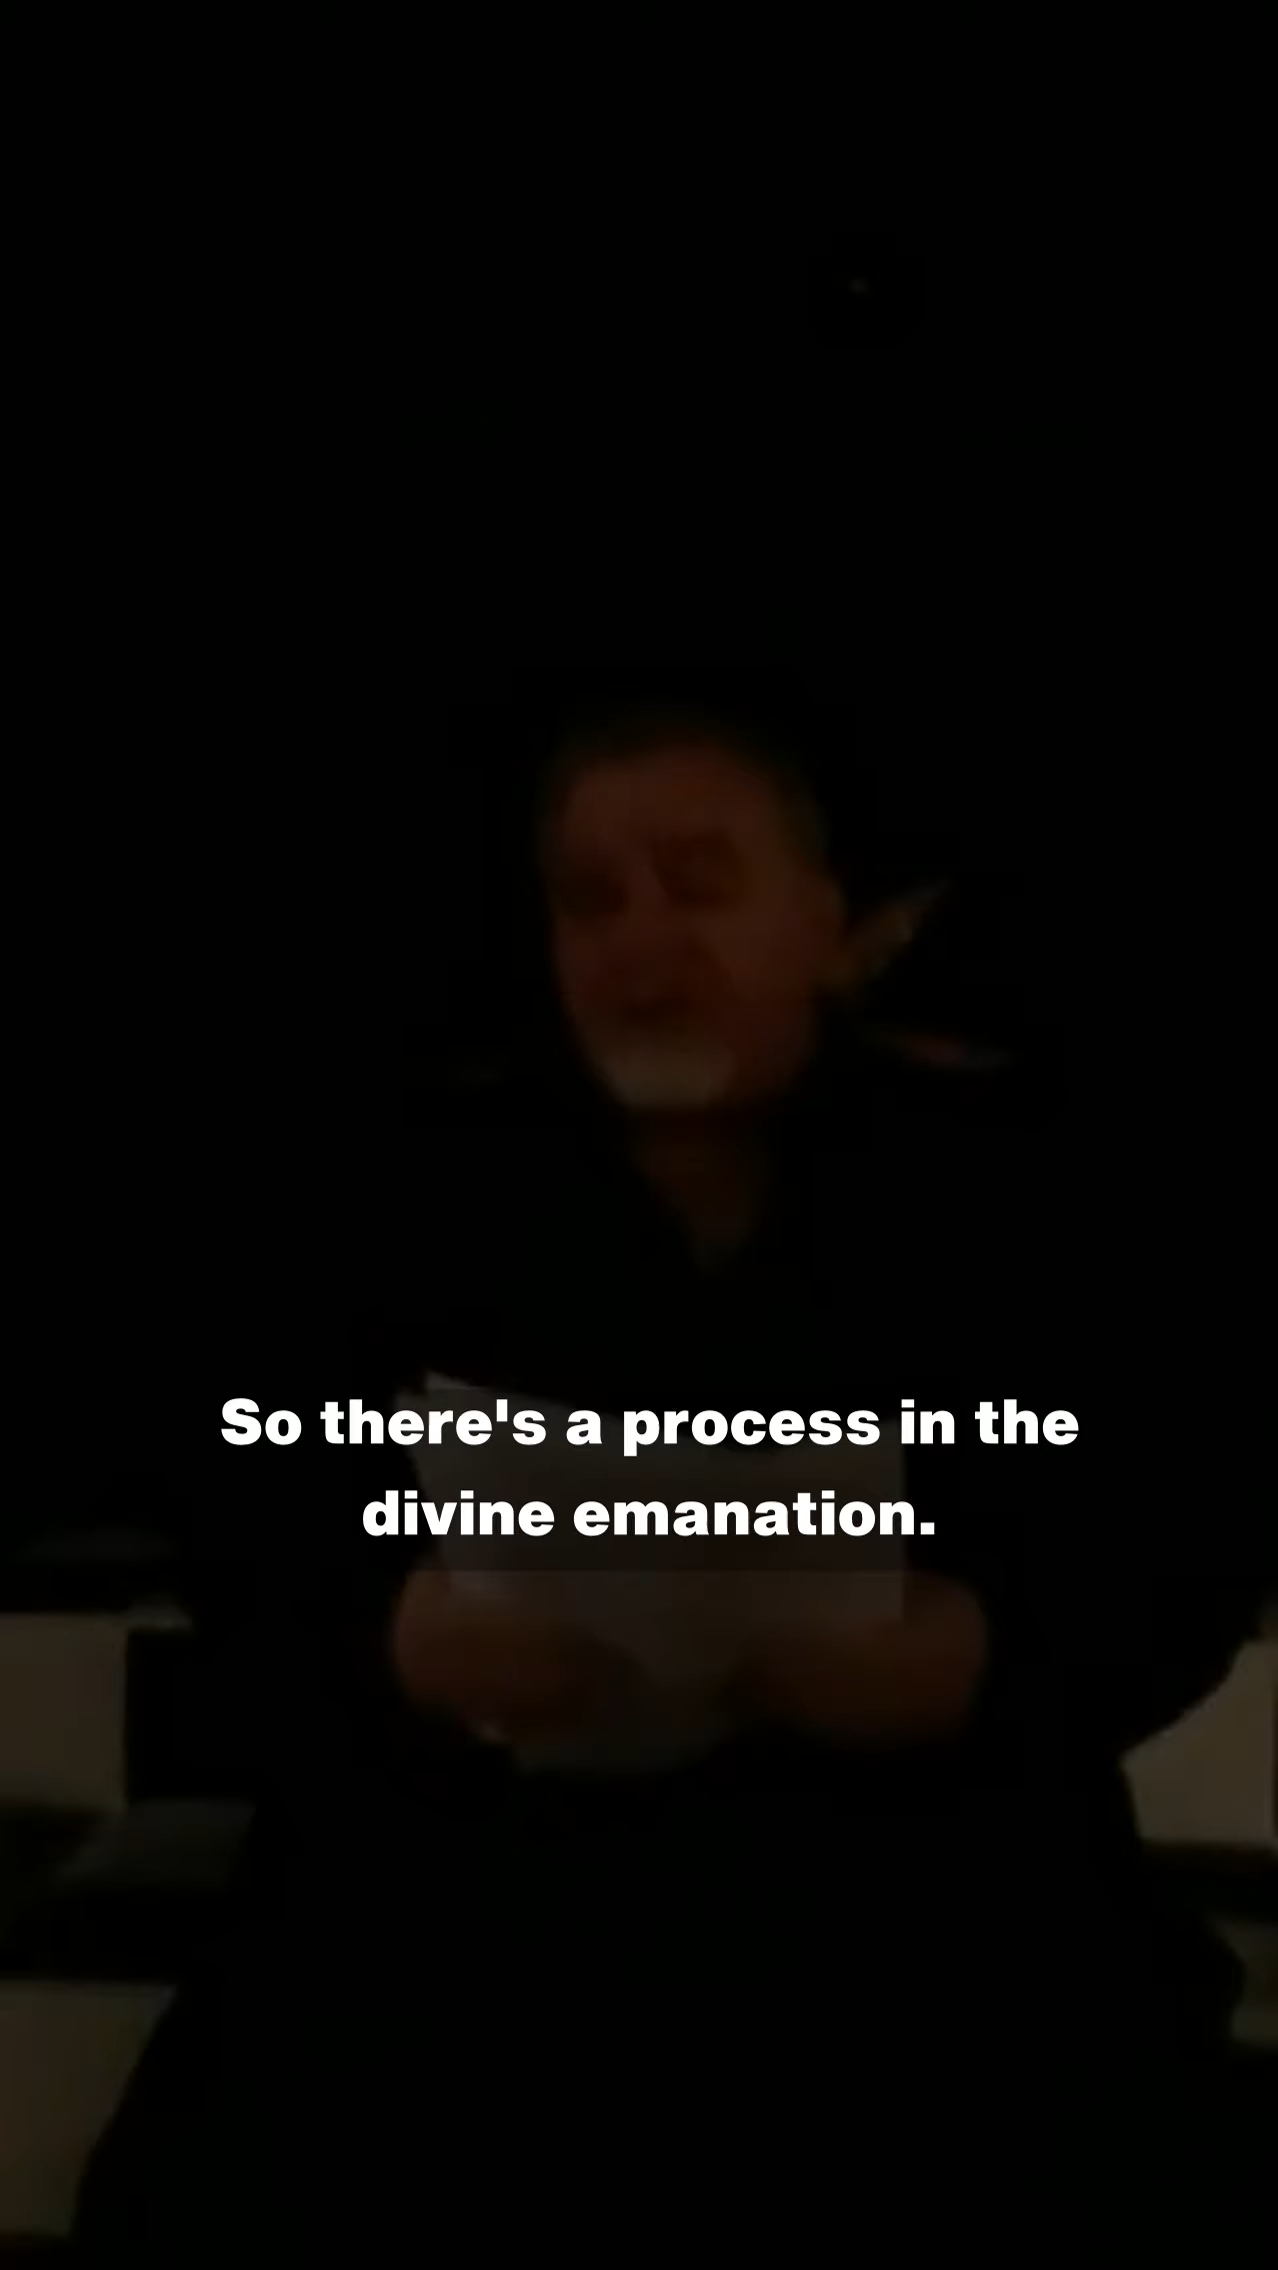 So there's a process in the
divine emanation.